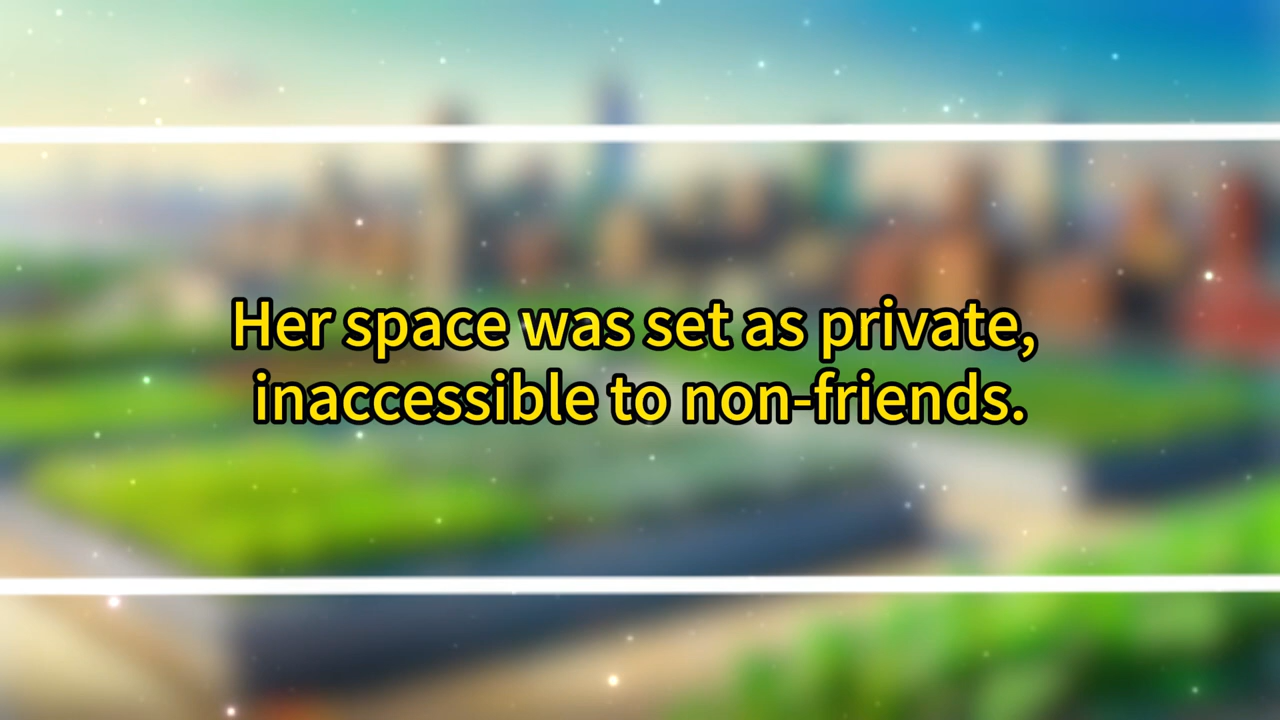 Her space was set as private,
inaccessible to non-friends.